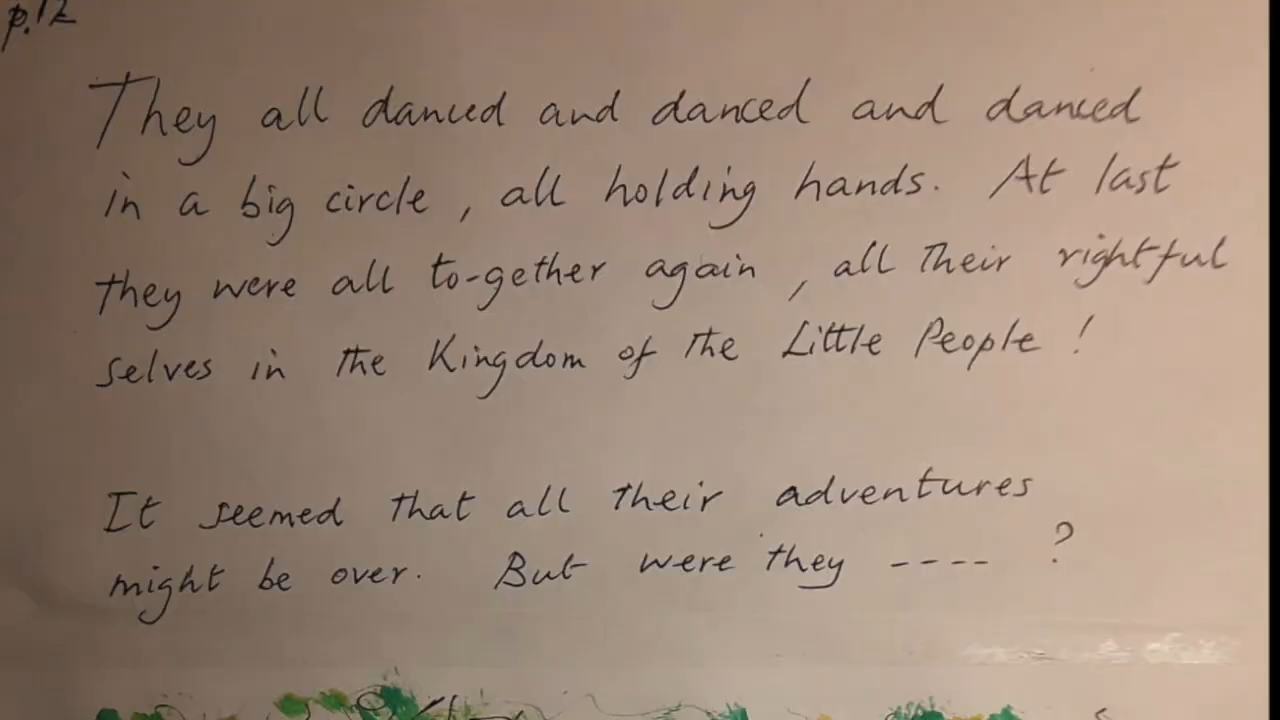 p.12
They all danced and danced and danced
in a big circle, all holding hands. At last
they were all to-gether again, all their rightful
selves in the Kingdom of the Little People!
It seemed that all their adventures
might be over. But were they ---- ?